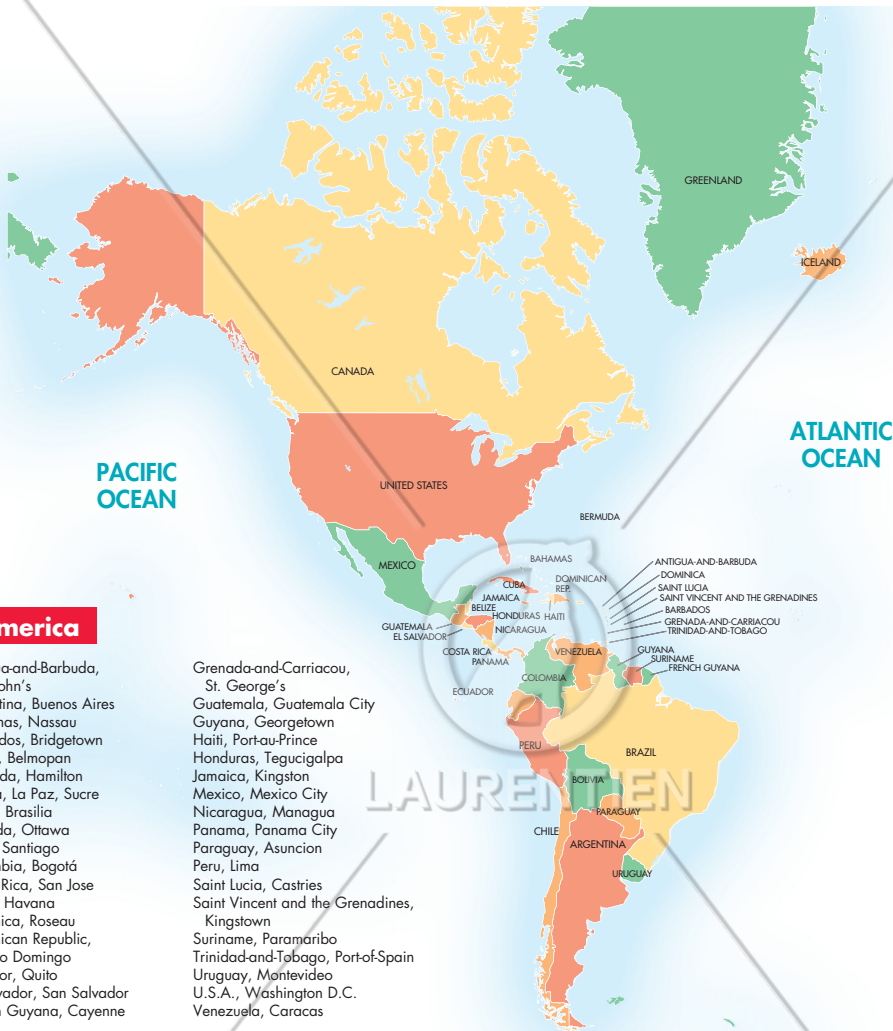 GREENLAND
ICELAND
CANADA
ATLANTIC
OCEAN
PACIFIC
OCEAN
UNITED STATES
BERMUDA
MEXICO
BAHAMAS
CUBA
DOMINICAN
REP.
JAMAICA
BELIZE
HONDURAS
HAITI
GUATEMALA
EL SALVADOR
NICARAGUA
COSTA RICA
PANAMA
ANTIGUA-AND-BARBUDA
DOMINICA
SAINT LUCIA
SAINT VINCENT AND THE GRENADINES
BARBADOS
GRENADA-AND-CARRIACOU
TRINIDAD-AND-TOBAGO
VENEZUELA
GUYANA
SURINAME
FRENCH GUYANA
COLOMBIA
ECUADOR
PERU
BRAZIL
BOLIVIA
LAURENTIEN
PARAGUAY
CHILE
ARGENTINA
URUGUAY
merica
a-and-Barbuda,
ohn's
tina, Buenos Aires
nas, Nassau
dos, Bridgetown
, Belmopan
da, Hamilton
, La Paz, Sucre
Brasilia
da, Ottawa
Santiago
bia, Bogotá
Rica, San Jose
Havana
ica, Roseau
ican Republic,
o Domingo
or, Quito
vador, San Salvador
Guyana, Cayenne
Grenada-and-Carriacou,
St. George's
Guatemala, Guatemala City
Guyana, Georgetown
Haiti, Port-au-Prince
Honduras, Tegucigalpa
Jamaica, Kingston
Mexico, Mexico City
Nicaragua, Managua
Panama, Panama City
Paraguay, Asuncion
Peru, Lima
Saint Lucia, Castries
Saint Vincent and the Grenadines,
Kingstown
Suriname, Paramaribo
Trinidad-and-Tobago, Port-of-Spain
Uruguay, Montevideo
U.S.A., Washington D.C.
Venezuela, Caracas